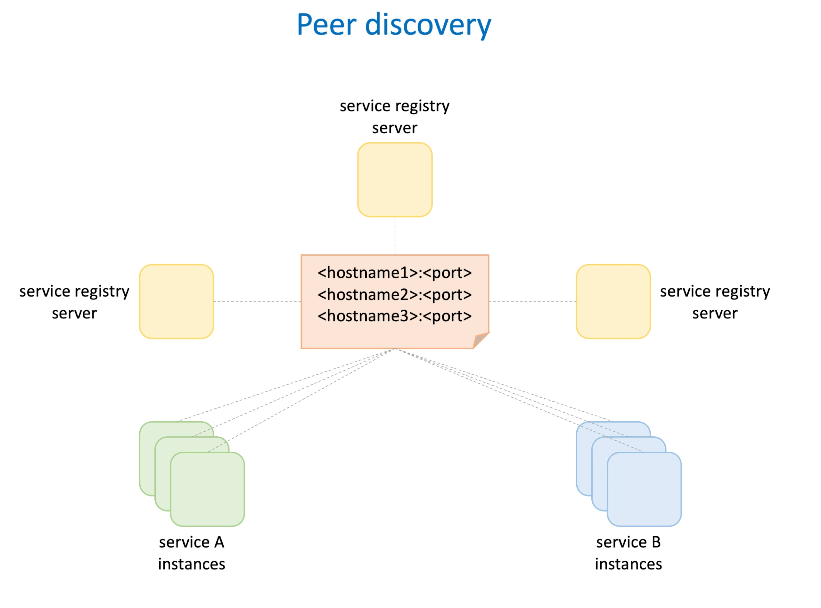 Peer discovery
service registry
server
<hostname1>:<port>
<hostname2>:<port>
<hostname3>:<port>
service registry
server
service registry
server
service A
instances
service B
instances